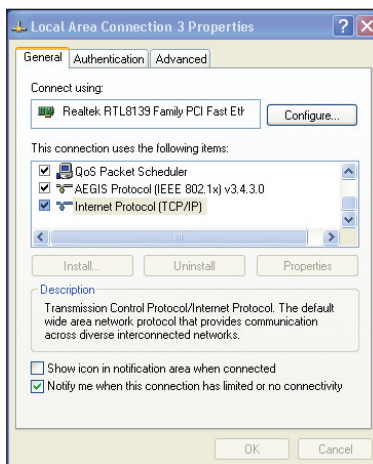 Local Area Connection 3 Properties
General Authentication Advanced
Connect using:
Realtek RTL8139 Family PCI Fast Eth
Configure...
This connection uses the following items:
QoS Packet Scheduler
AEGIS Protocol (IEEE 802.1x) v3.4.3.0
Internet Protocol (TCP/IP)
Install... Uninstall Properties
Description
Transmission Control Protocol/Internet Protocol. The default
wide area network protocol that provides communication
across diverse interconnected networks.
Show icon in notification area when connected
Notify me when this connection has limited or no connectivity
OK Cancel